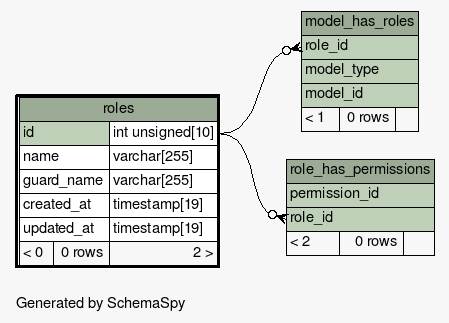 model_has_roles
role_id
model_type
model_id
< 1 0 rows
roles
id int unsigned[10]
name varchar[255]
guard_name varchar[255]
created_at timestamp[19]
updated_at timestamp[19]
< 0 0 rows 2 >
role_has_permissions
permission_id
role_id
< 2 0 rows
Generated by SchemaSpy